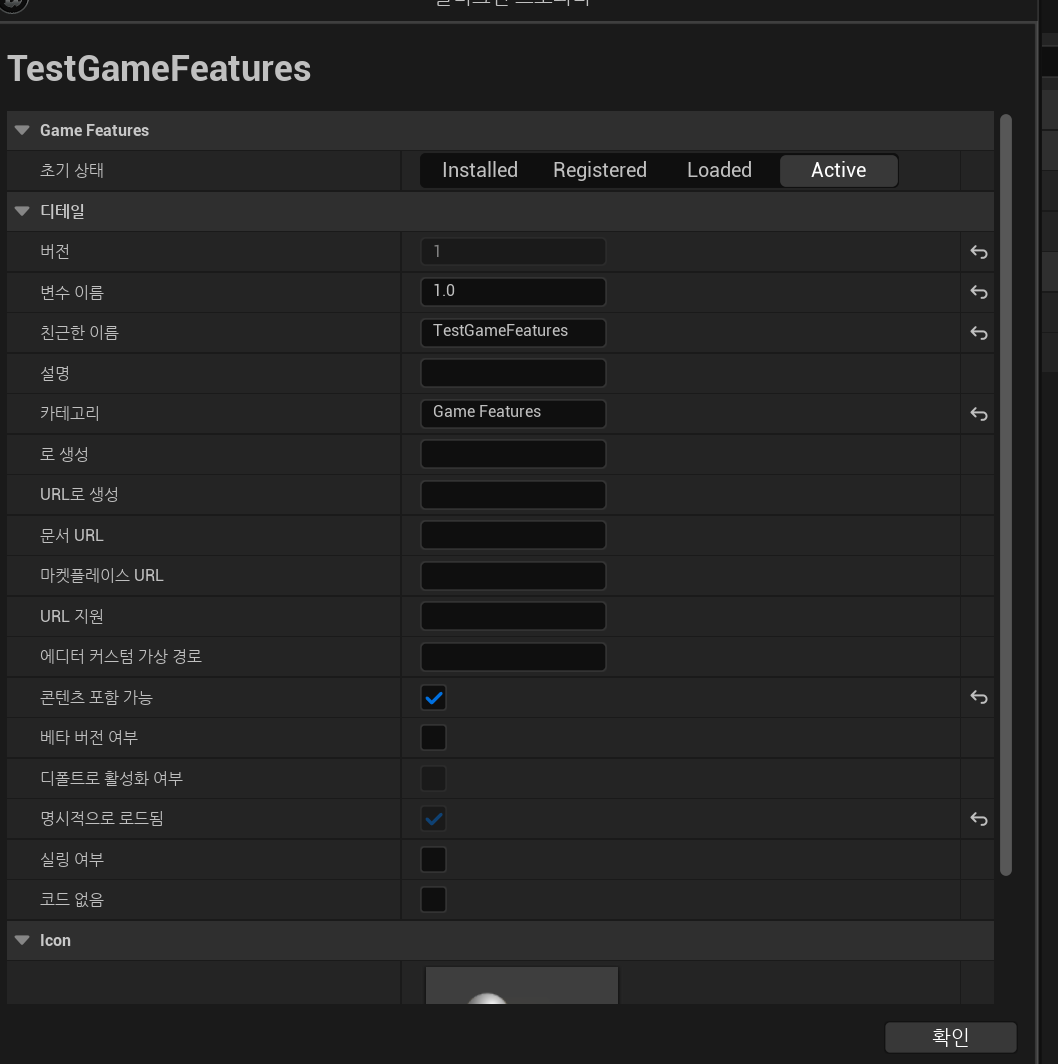 TestGameFeatures
Game Features
초기 상태 Installed Registered Loaded Active
디테일
버전 1
변수 이름 1.0
친근한 이름 TestGameFeatures
설명
카테고리 Game Features
로 생성
URL로 생성
문서 URL
마켓플레이스 URL
URL 지원
에디터 커스텀 가상 경로
콘텐츠 포함 가능
베타 버전 여부
디폴트로 활성화 여부
명시적으로 로드됨
실링 여부
코드 없음
Icon
확인